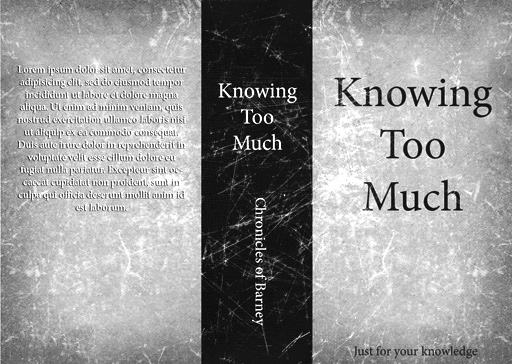 Lorem ipsum dolor sit amet, consectetur
adipisicing elit, sed do eiusmod tempor
incididunt ut labore et dolore magna
aliqua. Ut enim ad minim veniam, quis
nostrud exercitation ullamco laboris nisi
ut aliquip ex ea commodo consequat.
Duis aute irure dolor in reprehenderit in
voluptate velit esse cillum dolore eu
fugiat nulla pariatur. Excepteur sint oc-
caecat cupidatat non proident, sunt in
culpa qui officia deserunt mollit anim id
est laborum.
Knowing
Too
Much
Chronicles of Barney
Knowing
Too
Much
Just for your knowledge